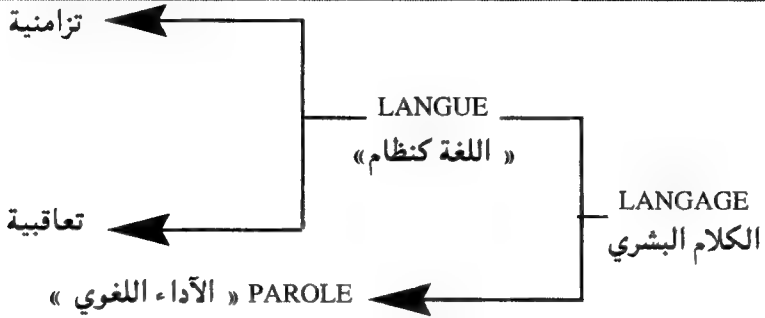 تزامنية
LANGUE
« اللغة كنظام »
LANGAGE
الكلام البشري
تعاقبية
PAROLE « الآداء اللغوي »